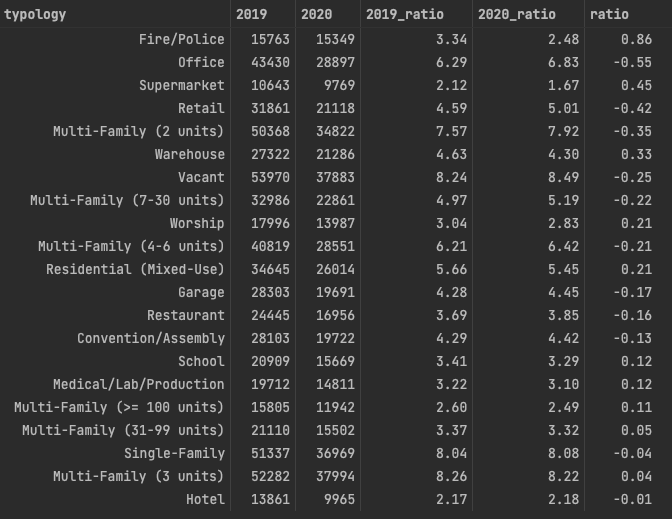 typology 2019 2020 2019_ratio 2020_ratio ratio
Fire/Police 15763 15349 3.34 2.48 0.86
Office 43430 28897 6.29 6.83 -0.55
Supermarket 10643 9769 2.12 1.67 0.45
Retail 31861 21118 4.59 5.01 -0.42
Multi-Family (2 units) 50368 34822 7.57 7.92 -0.35
Warehouse 27322 21286 4.63 4.30 0.33
Vacant 53970 37883 8.24 8.49 -0.25
Multi-Family (7-30 units) 32986 22861 4.97 5.19 -0.22
Worship 17996 13987 3.04 2.83 0.21
Multi-Family (4-6 units) 40819 28551 6.21 6.42 -0.21
Residential (Mixed-Use) 34645 26014 5.66 5.45 0.21
Garage 28303 19691 4.28 4.45 -0.17
Restaurant 24445 16956 3.69 3.85 -0.16
Convention/Assembly 28103 19722 4.29 4.42 -0.13
School 20909 15669 3.41 3.29 0.12
Medical/Lab/Production 19712 14811 3.22 3.10 0.12
Multi-Family (>= 100 units) 15805 11942 2.60 2.49 0.11
Multi-Family (31-99 units) 21110 15502 3.37 3.32 0.05
Single-Family 51337 36969 8.04 8.08 -0.04
Multi-Family (3 units) 52282 37994 8.26 8.22 0.04
Hotel 13861 9965 2.17 2.18 -0.01